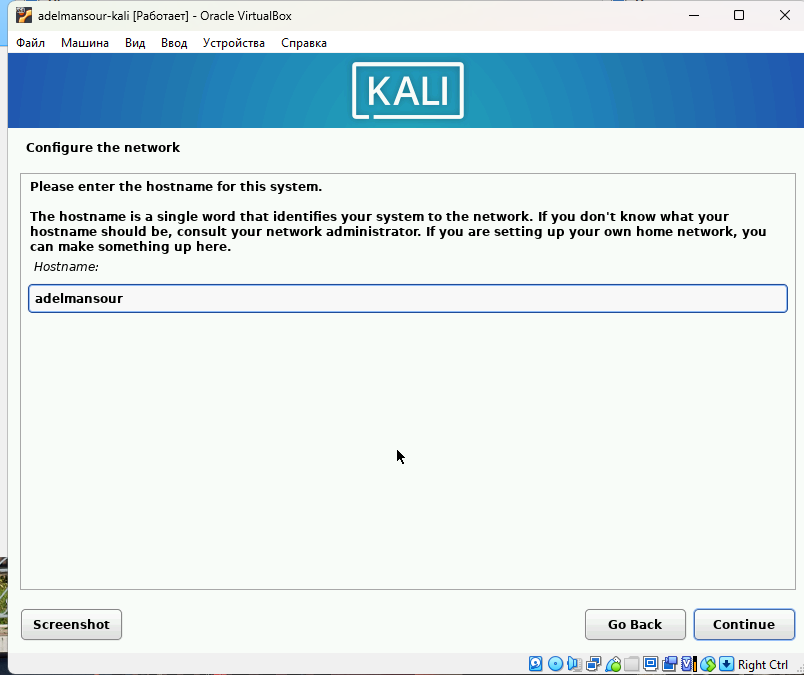 adelmansour-kali [Работает] - Oracle VirtualBox
Файл Машина Вид Ввод Устройства Справка
KALI
Configure the network
Please enter the hostname for this system.
The hostname is a single word that identifies your system to the network. If you don't know what your
hostname should be, consult your network administrator. If you are setting up your own home network, you
can make something up here.
Hostname:
adelmansour
Screenshot Go Back Continue
Right Ctrl